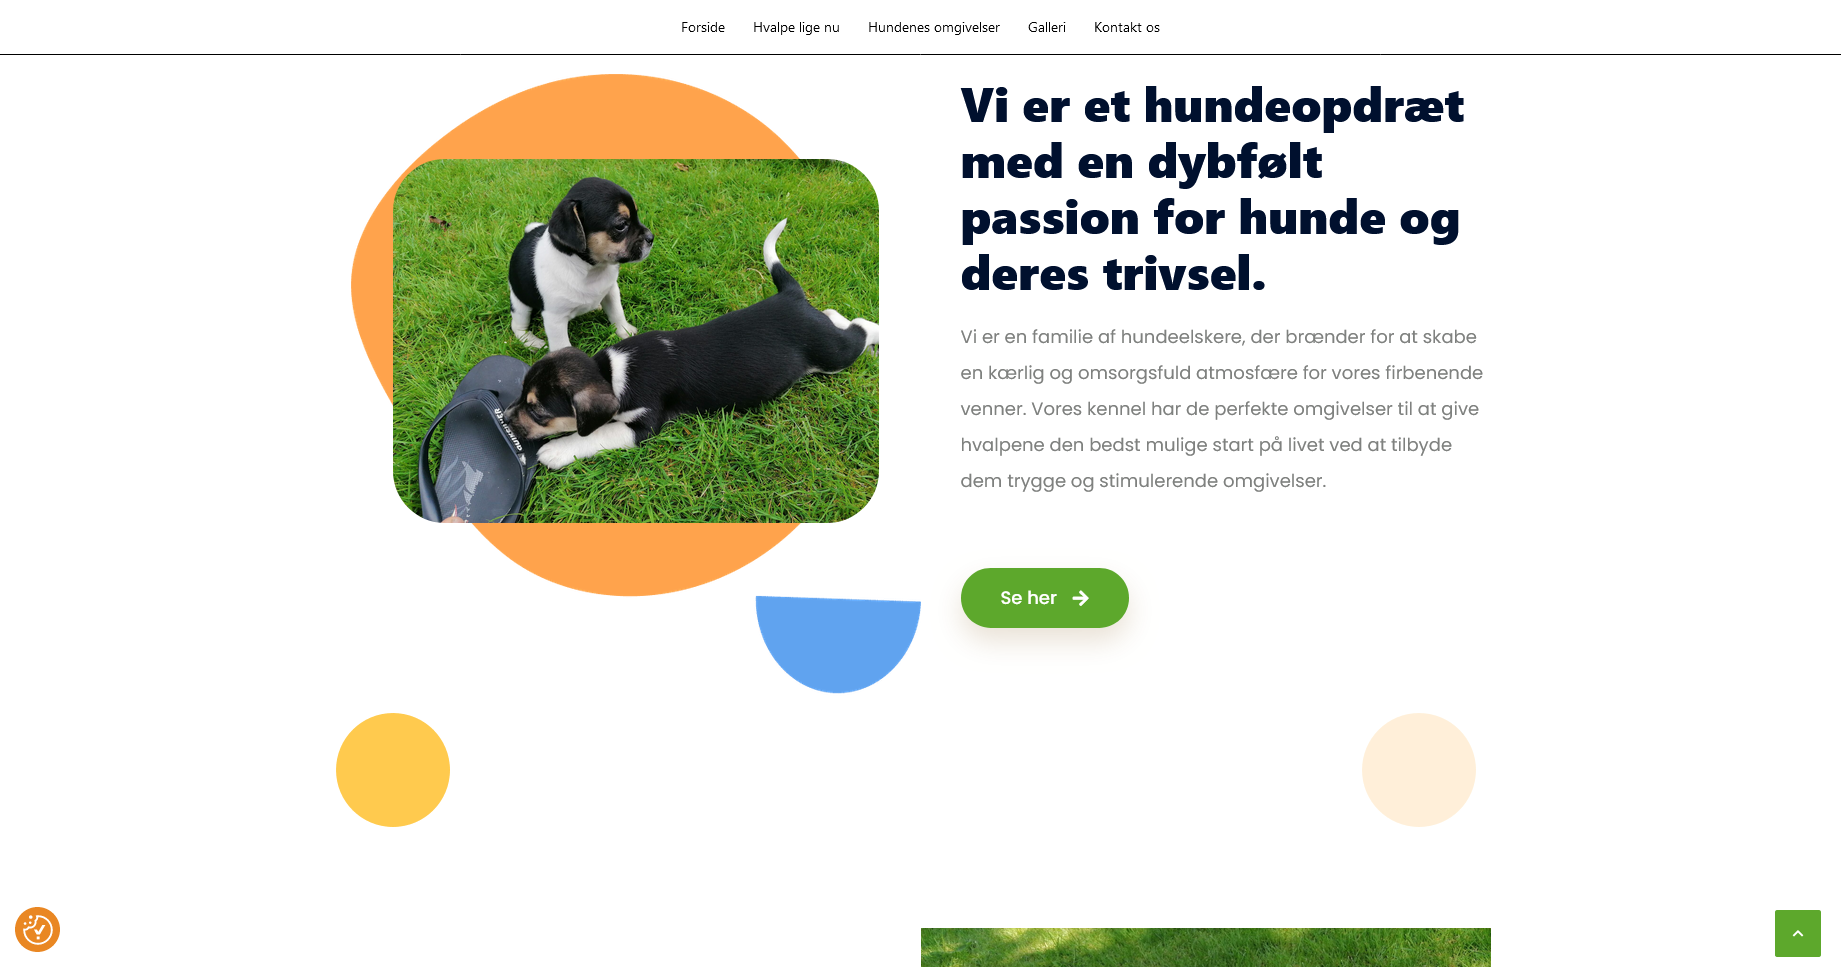 Forside Hvalpe lige nu Hundenes omgivelser Galleri Kontakt os
Vi er et hundeopdræt
med en dybfølt
passion for hunde og
deres trivsel.
Vi er en familie af hundeelskere, der brænder for at skabe
en kærlig og omsorgsfuld atmosfære for vores firbenende
venner. Vores kennel har de perfekte omgivelser til at give
hvalpene den bedst mulige start på livet ved at tilbyde
dem trygge og stimulerende omgivelser.
Se her